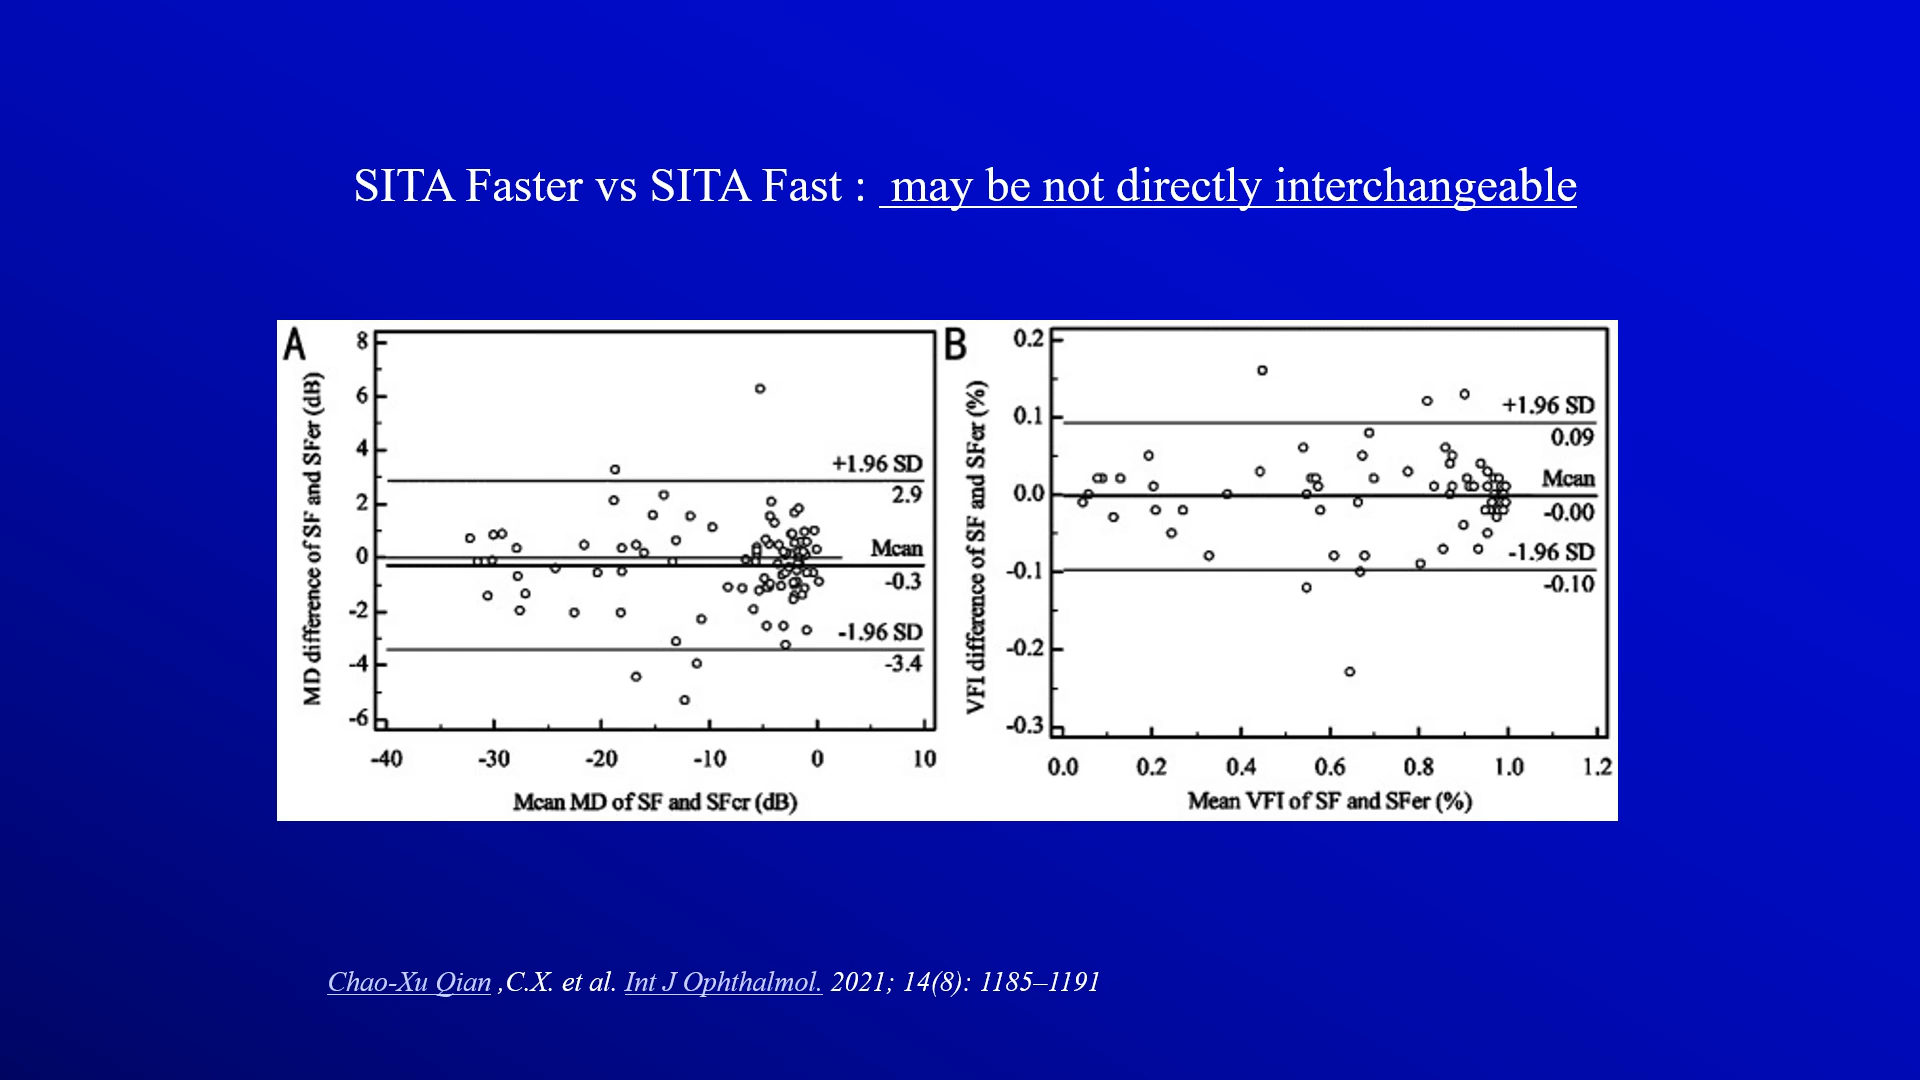 SITA Faster vs SITA Fast : may be not directly interchangeable
A
8
8
6
4
2
0
-2
-4
-6
MD difference of SF and SFer (dB)
+1.96 SD
2.9
Mcan
-0.3
-1.96 SD
-3.4
-40 -30 -20 -10 0 10
Mcan MD of SF and SFcr (dB)
B
0.2
0.1
0.0
-0.1
-0.2
-0.3
VFI difference of SF and SFer (%)
+1.96 SD
0.09
Mcan
-0.00
-1.96 SD
-0.10
0.0 0.2 0.4 0.6 0.8 1.0 1.2
Mean VFI of SF and SFer (%)
Chao-Xu Qian ,C.X. et al. Int J Ophthalmol. 2021; 14(8): 1185–1191